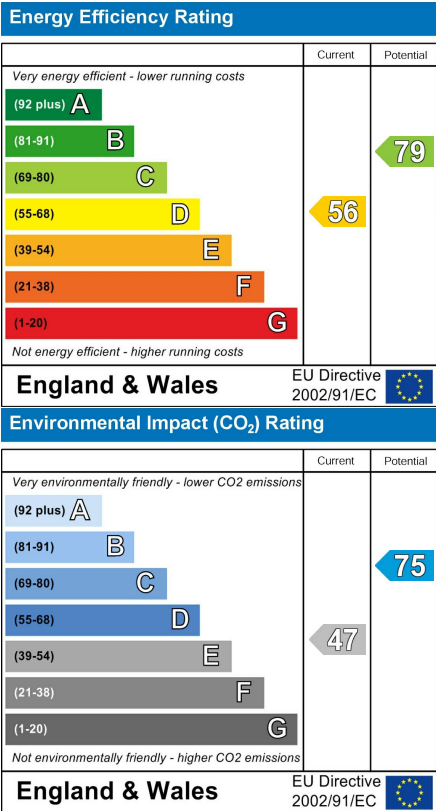 Energy Efficiency Rating
Current Potential
Very energy efficient - lower running costs
(92 plus) A
(81-91) B
79
(69-80) C
(55-68) D
56
(39-54) E
(21-38) F
(1-20) G
Not energy efficient - higher running costs
England & Wales
EU Directive
2002/91/EC
Environmental Impact (CO₂) Rating
Current Potential
Very environmentally friendly - lower CO2 emissions
(92 plus) A
(81-91) B
75
(69-80) C
(55-68) D
(39-54) E
47
(21-38) F
(1-20) G
Not environmentally friendly - higher CO2 emissions
England & Wales
EU Directive
2002/91/EC